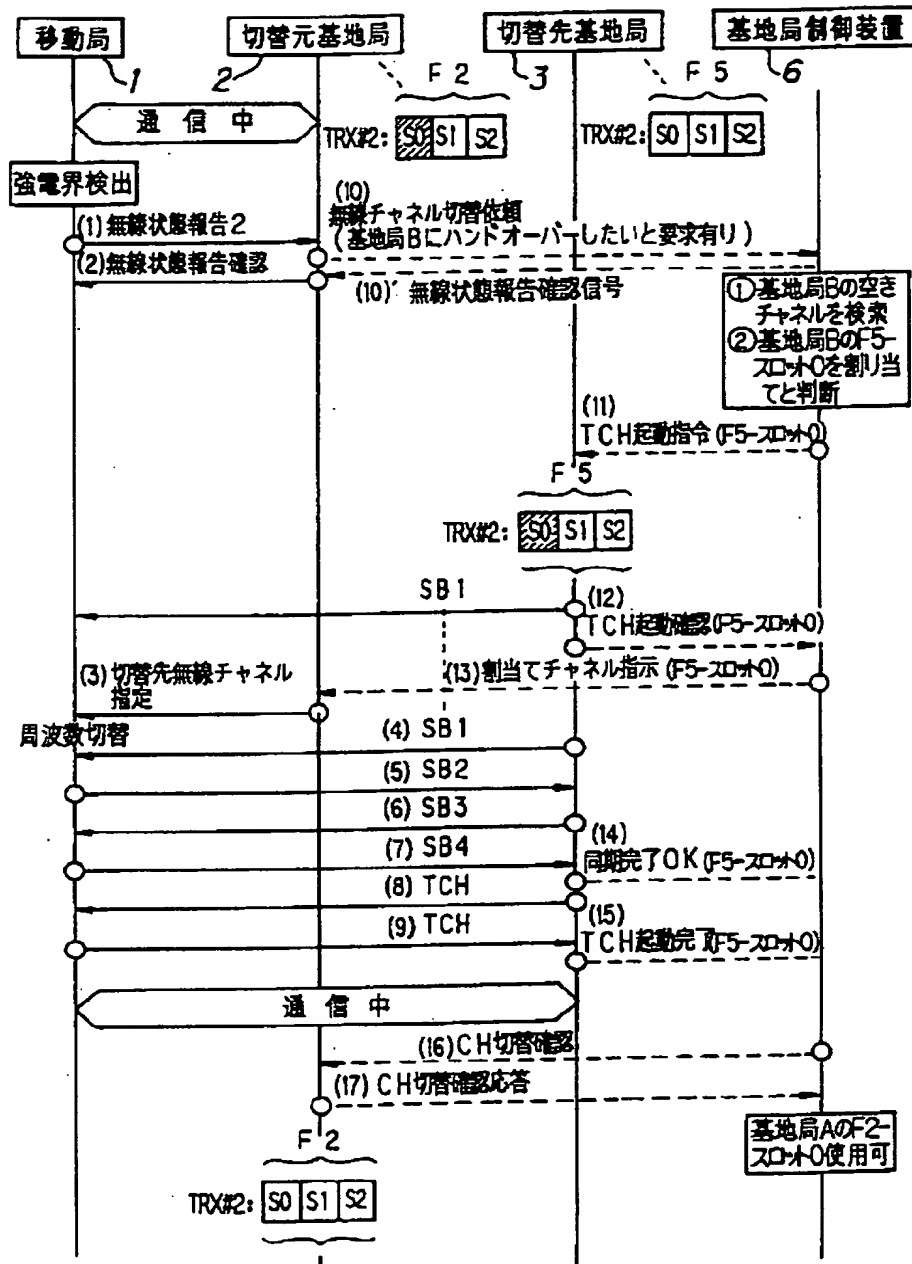 移動局
切替元基地局
切替先基地局
基地局制御装置
1
2
3
6
F2
F5
通信中
TRX#2: S0 S1 S2
TRX#2: S0 S1 S2
強電界検出
(10)
無線チャネル切替依頼
(基地局Bにハンドオーバーしたいと要求有り)
(1)無線状態報告2
(2)無線状態報告確認
(10)´無線状態報告確認信号
①基地局Bの空き
チャネルを検索
②基地局BのF5-
スロット0を割り当
てと判断
(11)
TCH起動指令(F5-スロット0)
F5
TRX#2: S0 S1 S2
SB1
(12)
TCH起動確認(F5-スロット0)
(13)割当てチャネル指示(F5-スロット0)
(3)切替先無線チャネル
指定
周波数切替
(4) SB1
(5) SB2
(6) SB3
(7) SB4
(14)
同期完了OK(F5-スロット0)
(8) TCH
(9) TCH
(15)
TCH起動完了(F5-スロット0)
通信中
(16)CH切替確認
(17)CH切替確認応答
F2
基地局AのF2-
スロット0使用可
TRX#2: S0 S1 S2